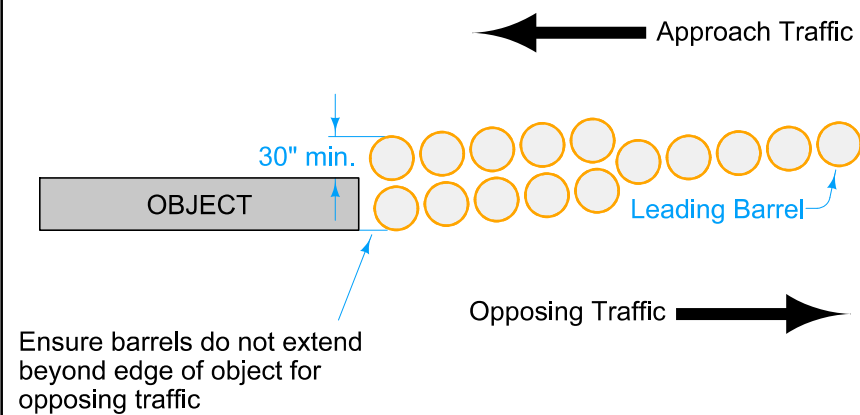 Approach Traffic
30" min.
OBJECT
Leading Barrel
Opposing Traffic
Ensure barrels do not extend
beyond edge of object for
opposing traffic